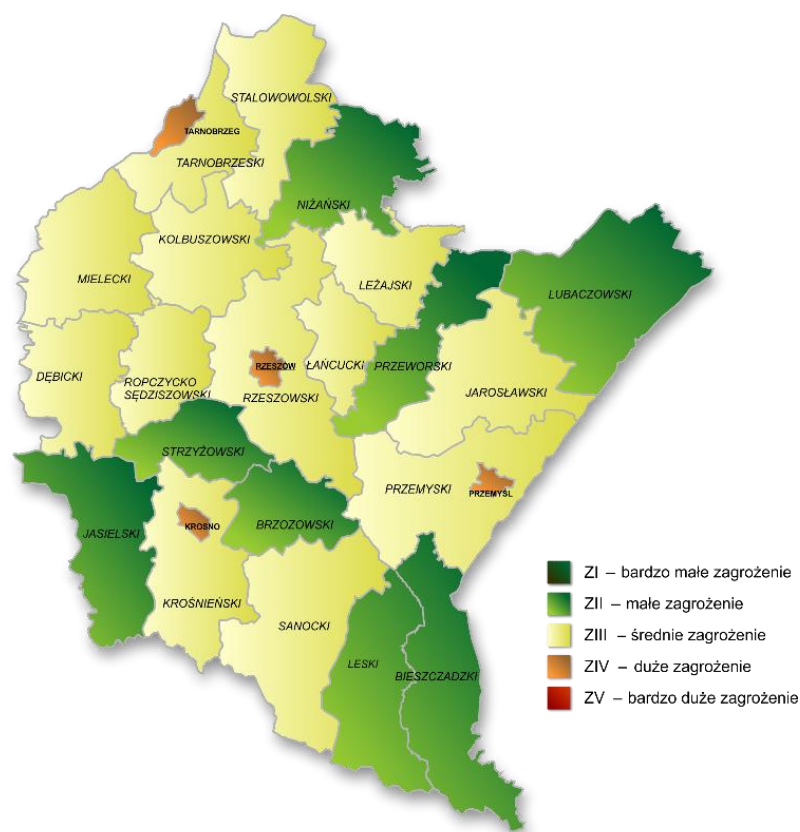 STALOWOWOLSKI
TARNOBRZEG
TARNOBRZESKI
NIŻAŃSKI
KOLBUSZOWSKI
MIELECKI
LEŻAJSKI
LUBACZOWSKI
DĘBICKI
ROPCZYCKO
SĘDZISZOWSKI
RZESZÓW
RZESZOWSKI
ŁAŃCUCKI
PRZEWORSKI
JAROSŁAWSKI
STRZYŻOWSKI
PRZEMYSKI
PRZEMYŚL
JASIELSKI
KROSNO
BRZOZOWSKI
KROŚNIEŃSKI
SANOCKI
LESKI
BIESZCZADZKI
ZI – bardzo małe zagrożenie
ZII – małe zagrożenie
ZIII – średnie zagrożenie
ZIV – duże zagrożenie
ZV – bardzo duże zagrożenie